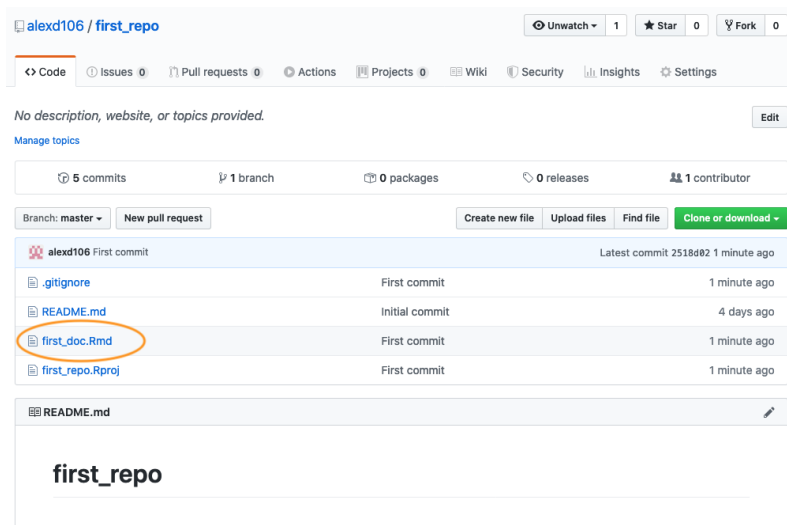 alexd106 / first_repo Unwatch 1 Star 0 Fork 0
Code Issues 0 Pull requests 0 Actions Projects 0 Wiki Security Insights Settings
No description, website, or topics provided. Edit
Manage topics
5 commits 1 branch 0 packages 0 releases 1 contributor
Branch: master New pull request Create new file Upload files Find file Clone or download
alexd106 First commit Latest commit 2518d02 1 minute ago
.gitignore First commit 1 minute ago
README.md Initial commit 4 days ago
first_doc.Rmd First commit 1 minute ago
first_repo.Rproj First commit 1 minute ago
README.md
first_repo